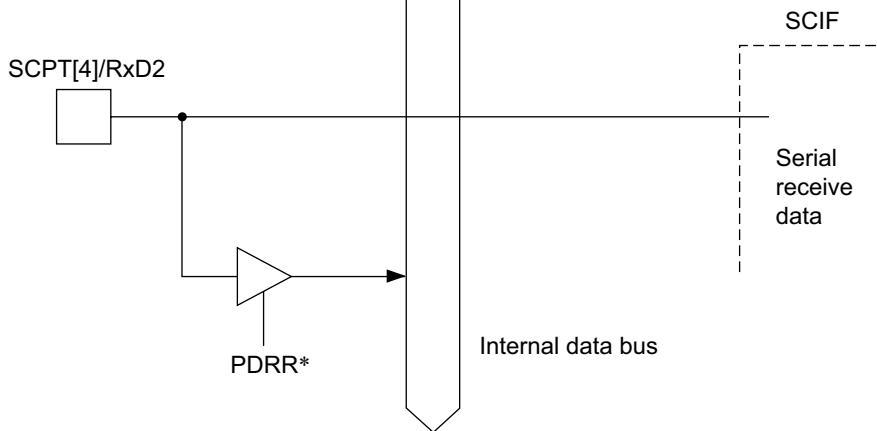 SCIF
SCPT[4]/RxD2
Serial
receive
data
Internal data bus
PDRR*